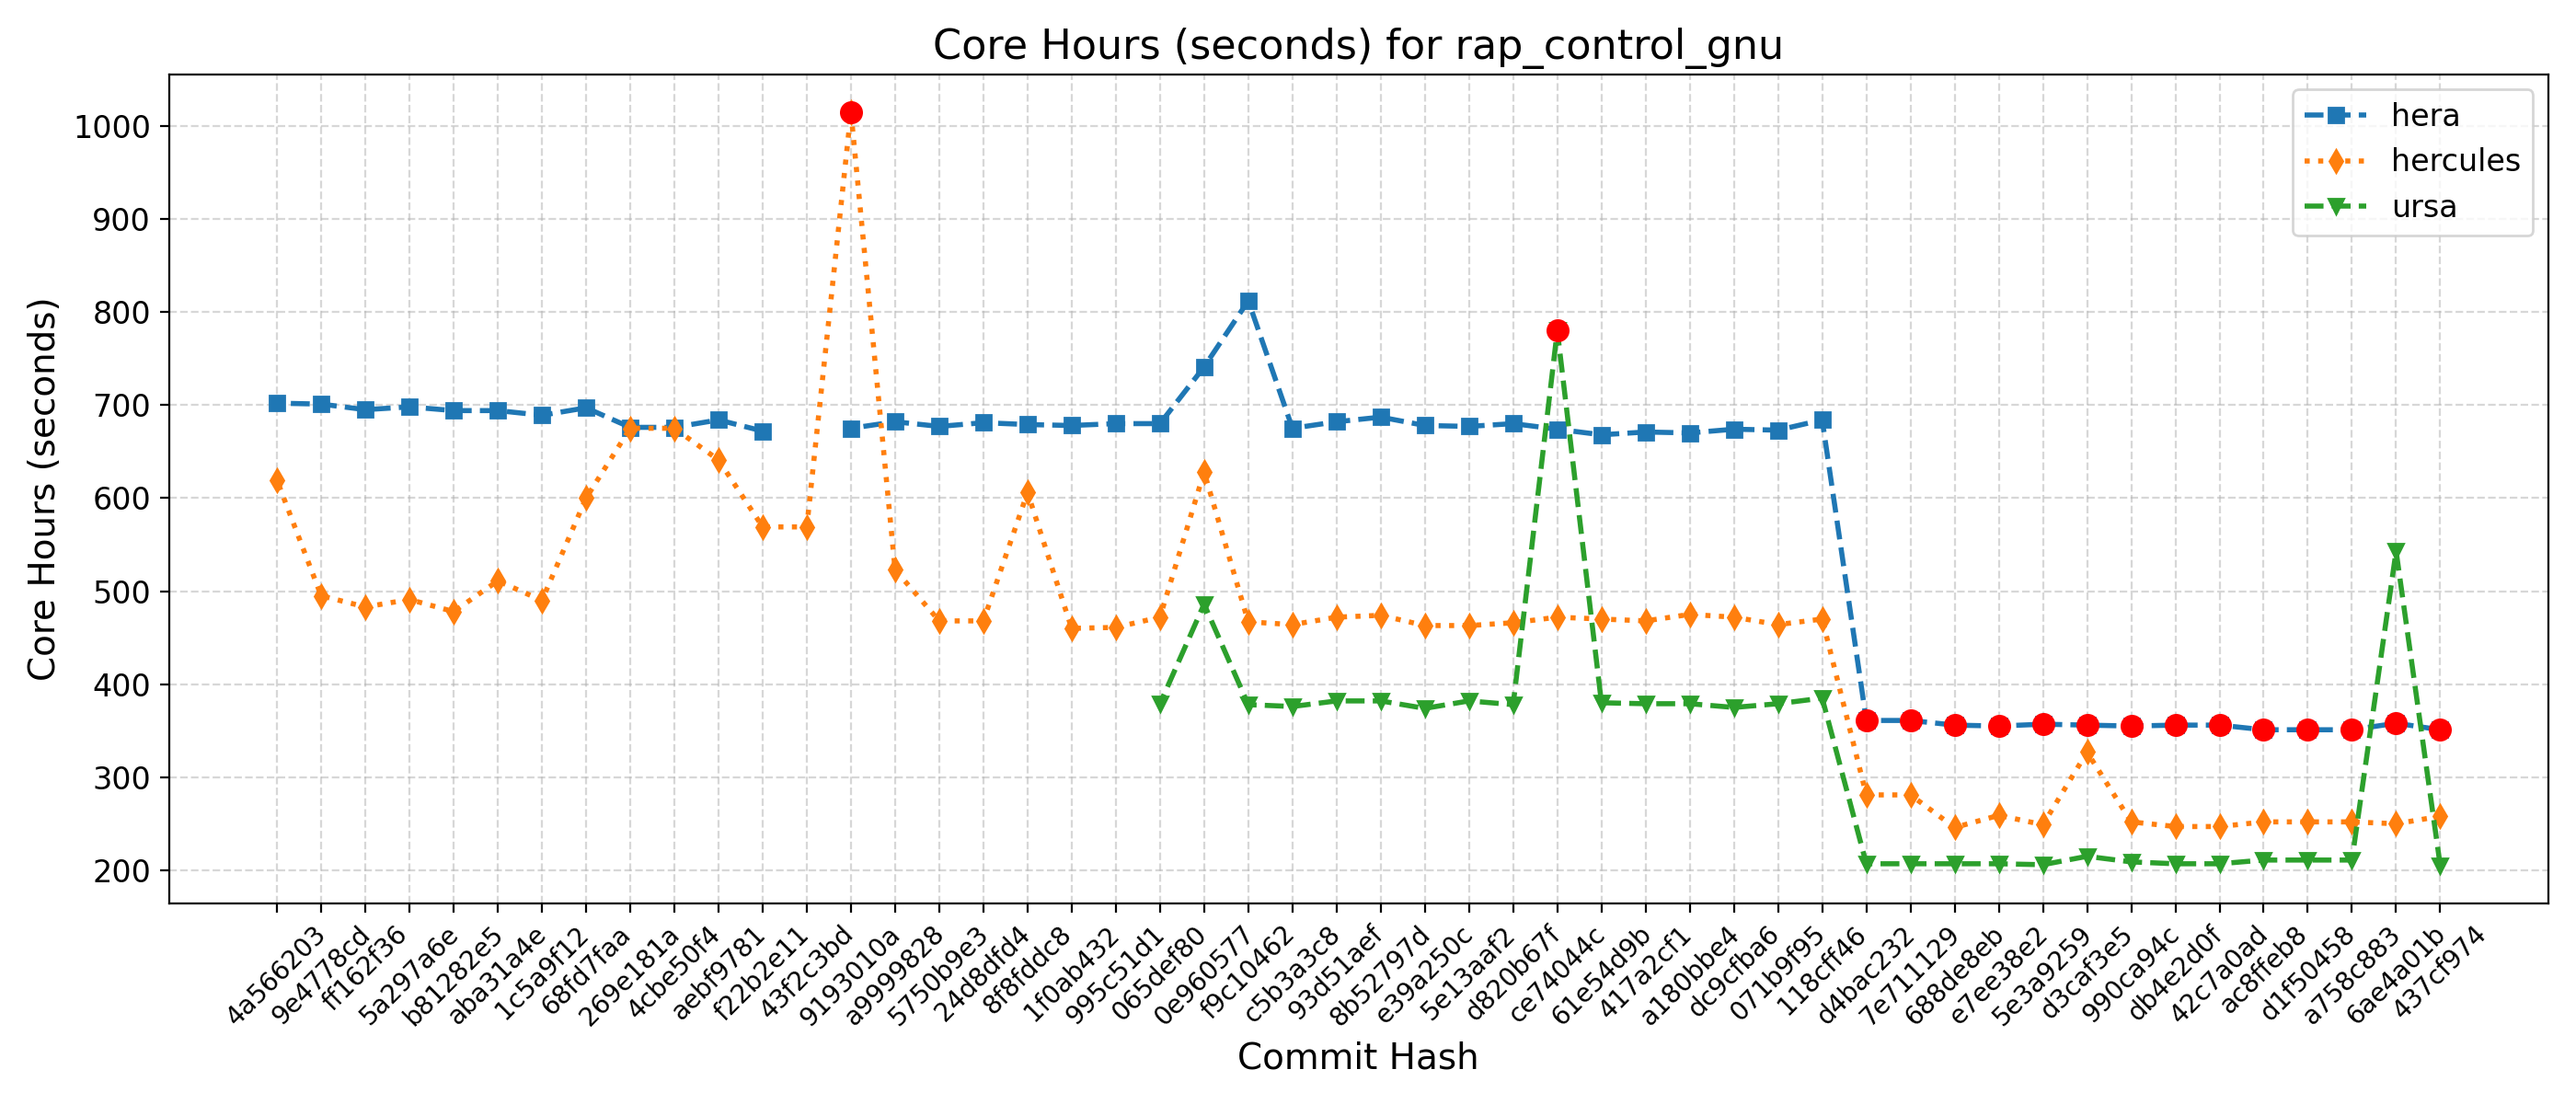 Core Hours (seconds) for rap_control_gnu
Core Hours (seconds)
1000
900
800
700
600
500
400
300
200
hera
hercules
ursa
4a566203
9e4778cd
ff162f36
5a297a6e
b81282e5
aba31a4e
1c5a9f12
68fd7faa
269e181a
4cbe50f4
aebf9781
f22b2e11
43f2c3bd
9193010a
a9999828
5750b9e3
24d8dfd4
8f8fddc8
1f0ab432
995c51d1
065def80
0e960577
f9c10462
c5b3a3c8
93d51aef
8b52797d
e39a250c
5e13aaf2
d820b67f
ce74044c
61e54d9b
417a2cf1
a180bbe4
dc9cfba6
071b9f95
118cff46
d4bac232
7e711129
688de8eb
e7ee38e2
5e3a9259
d3caf3e5
990ca94c
db4e2d0f
42c7a0ad
ac8ffeb8
d1f50458
a758c883
6ae4a01b
437cf974
Commit Hash